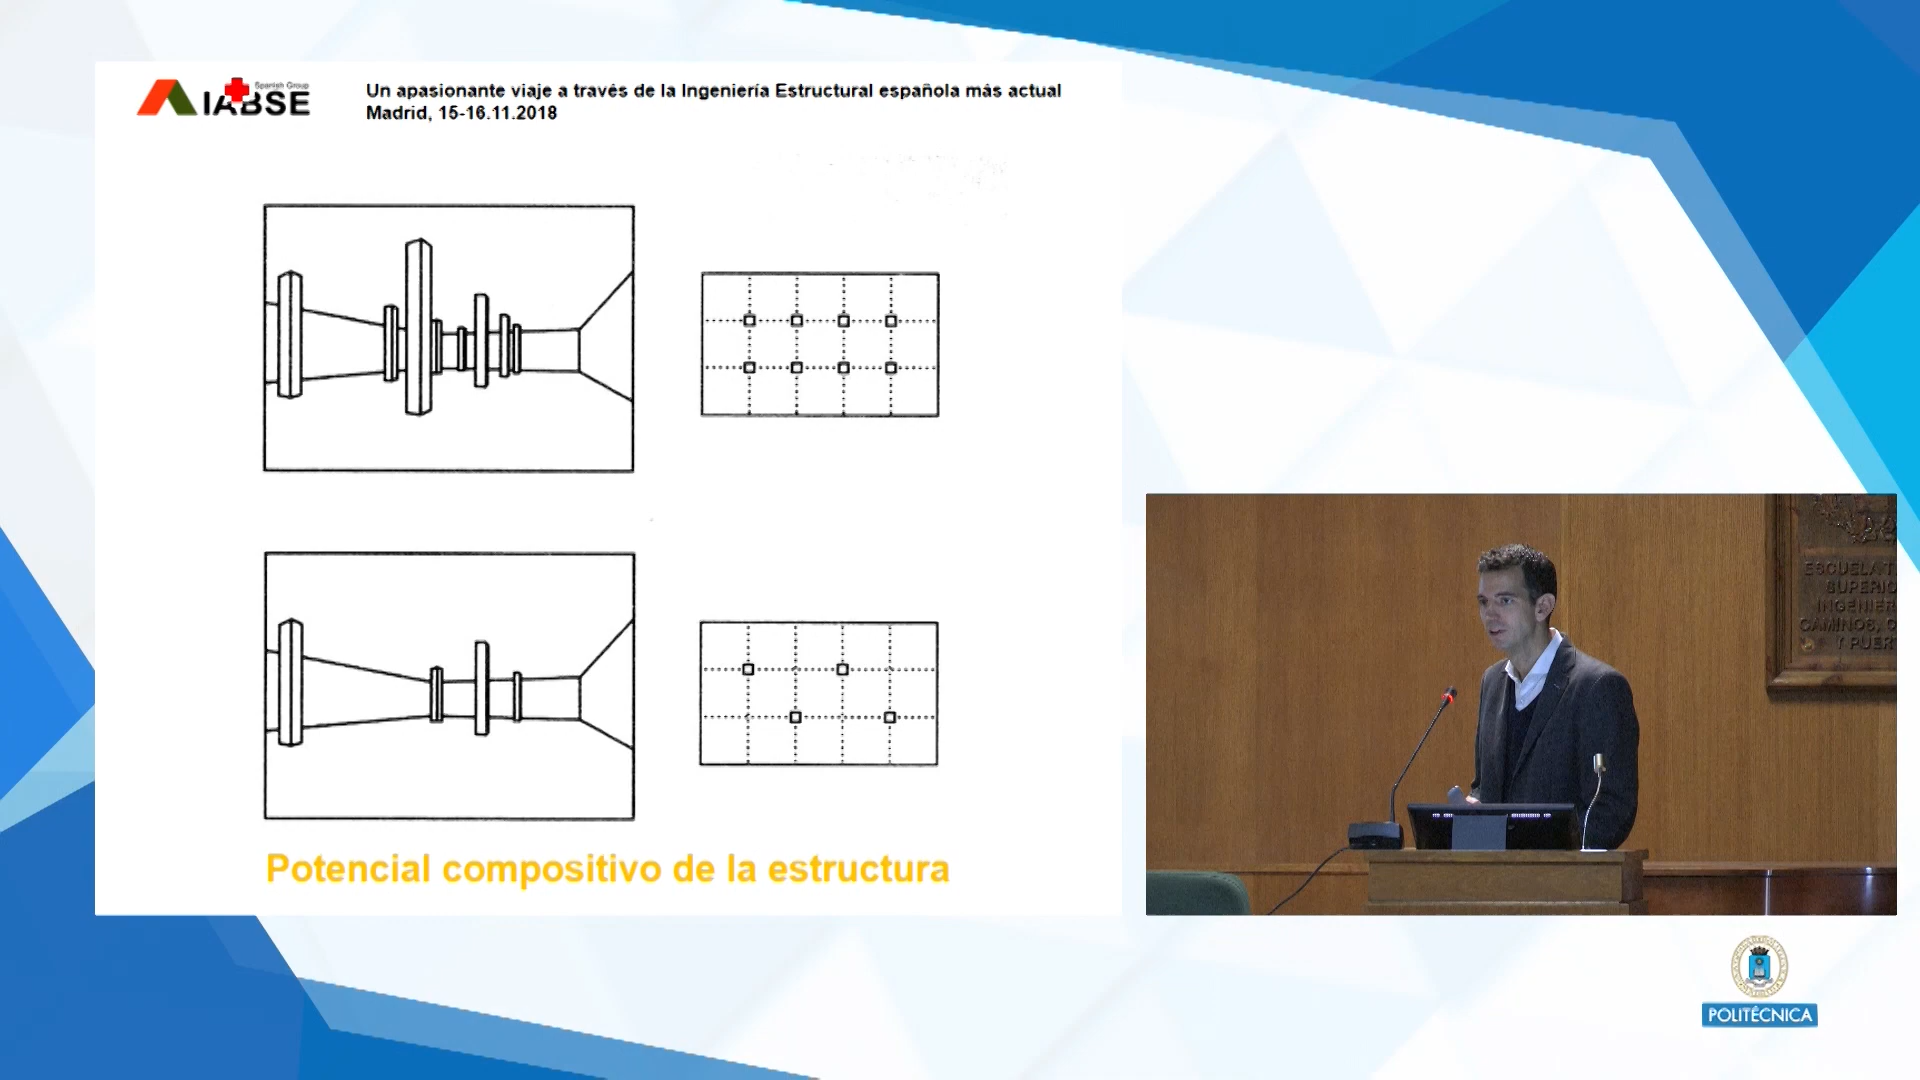 Spanish Group
IABSE
Un apasionante viaje a través de la Ingeniería Estructural española más actual
Madrid, 15-16.11.2018
Potencial compositivo de la estructura
ESCUELA T
SUPERIO
INGENIER
CAMINOS, C
Y PUER
POLITÉCNICA